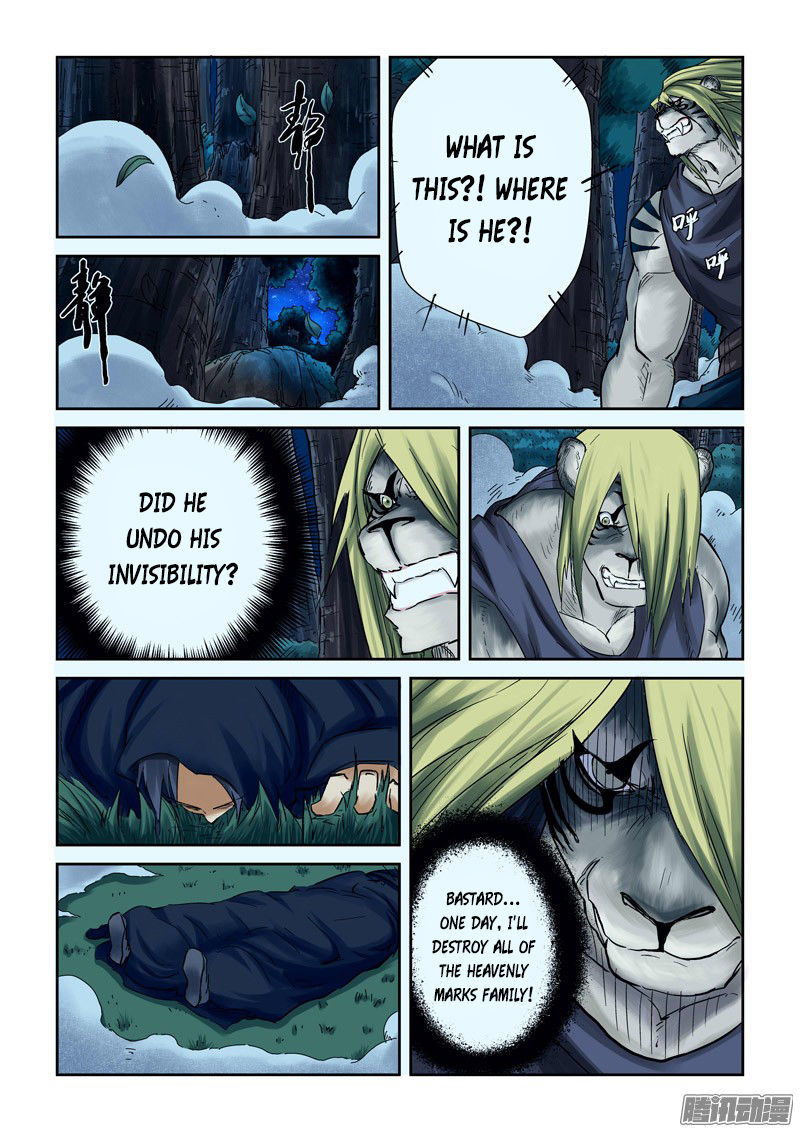 静
WHAT IS
THIS?! WHERE
IS HE?!
呼
呼
静
DID HE
UNDO HIS
INVISIBILITY?
BASTARD...
ONE DAY, I'LL
DESTROY ALL OF
THE HEAVENLY
MARKS FAMILY!
腾讯动漫